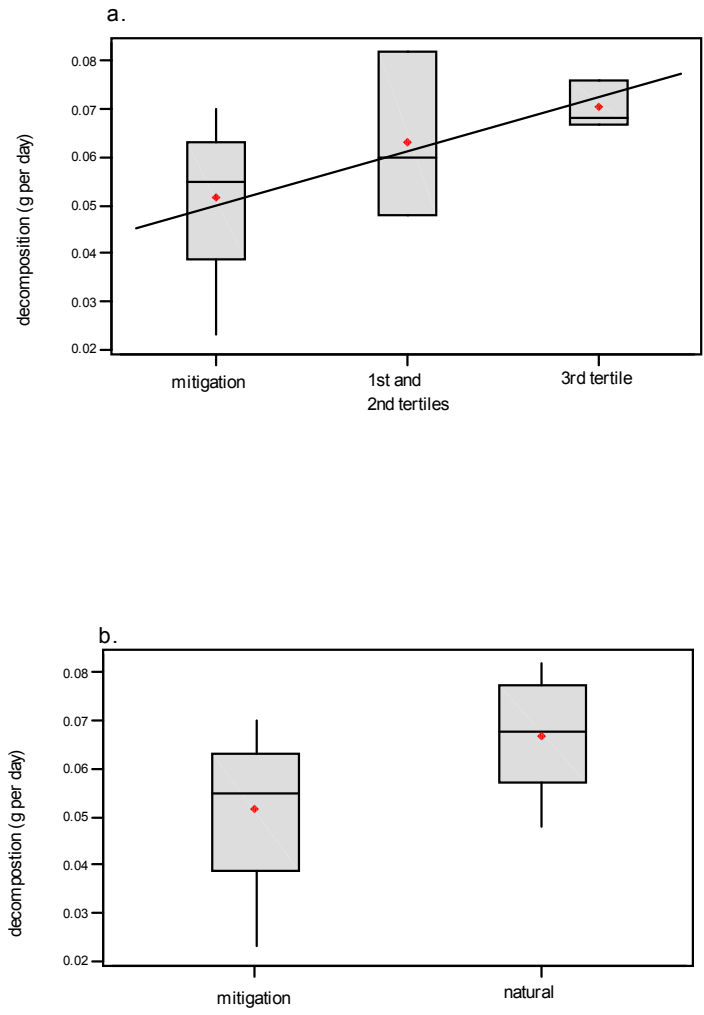 a.
0.08
0.07
0.06
0.05
0.04
0.03
0.02
decomposition (g per day)
mitigation
1st and
2nd tertiles
3rd tertile
b.
0.08
0.07
0.06
0.05
0.04
0.03
0.02
decompostion (g per day)
mitigation
natural